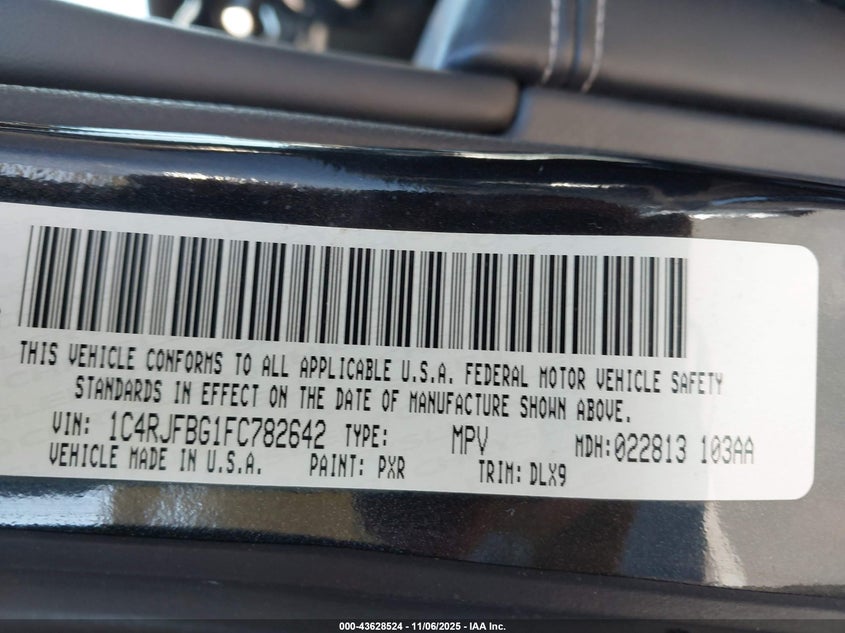 THIS VEHICLE CONFORMS TO ALL APPLICABLE U.S.A. FEDERAL MOTOR VEHICLE SAFETY
STANDARDS IN EFFECT ON THE DATE OF MANUFACTURE SHOWN ABOVE.
VIN: 1C4RJFBG1FC782642 TYPE: MPV MDH:022813 103AA
VEHICLE MADE IN U.S.A. PAINT: PXR TRIM: DLX9
000-43628524 - 11/06/2025 - IAA Inc.